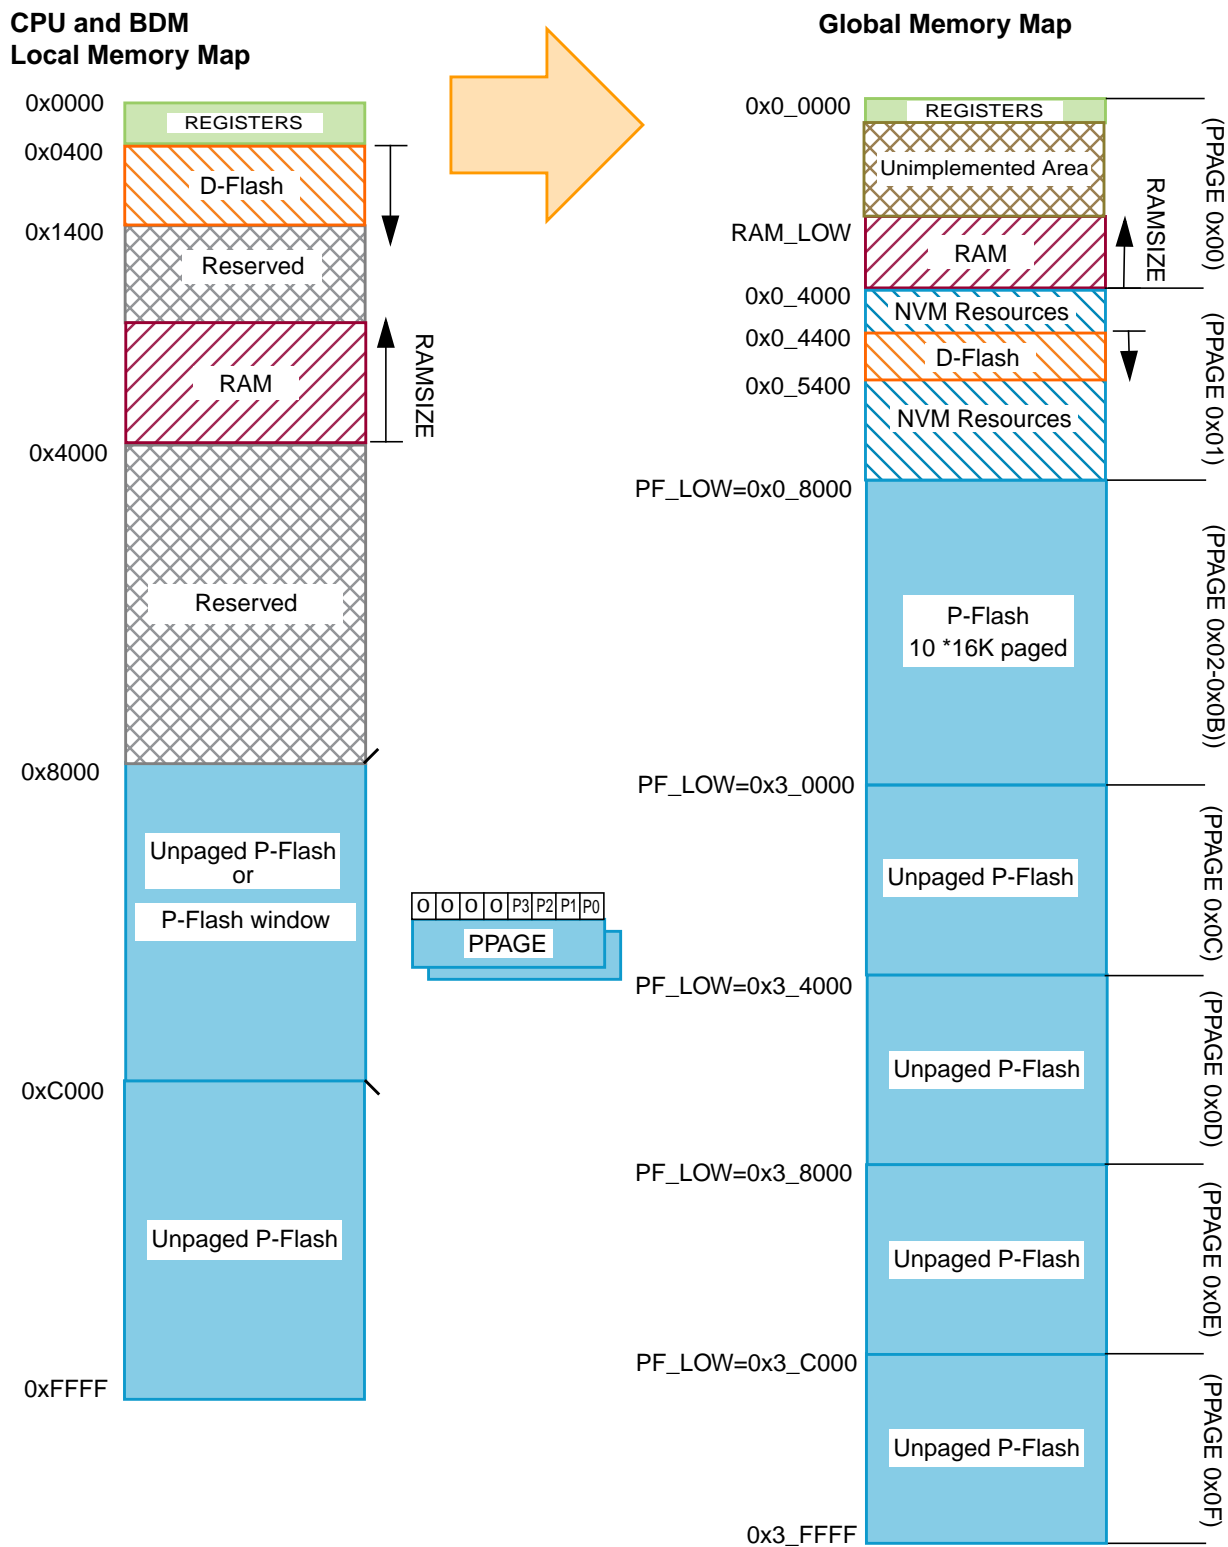 CPU and BDM
Local Memory Map
0x0000
REGISTERS
0x0400
D-Flash
0x1400
Reserved
RAM
RAMSIZE
0x4000
Reserved
0x8000
Unpaged P-Flash
or
P-Flash window
0xC000
Unpaged P-Flash
0xFFFF
0 0 0 0 P3 P2 P1 P0
PPAGE
Global Memory Map
0x0_0000
REGISTERS
Unimplemented Area
RAM_LOW
RAM
RAMSIZE
(PPAGE 0x00)
0x0_4000
NVM Resources
0x0_4400
D-Flash
0x0_5400
NVM Resources
(PPAGE 0x01)
PF_LOW=0x0_8000
P-Flash
10 *16K paged
(PPAGE 0x02-0x0B))
PF_LOW=0x3_0000
Unpaged P-Flash
(PPAGE 0x0C)
PF_LOW=0x3_4000
Unpaged P-Flash
(PPAGE 0x0D)
PF_LOW=0x3_8000
Unpaged P-Flash
(PPAGE 0x0E)
PF_LOW=0x3_C000
Unpaged P-Flash
(PPAGE 0x0F)
0x3_FFFF